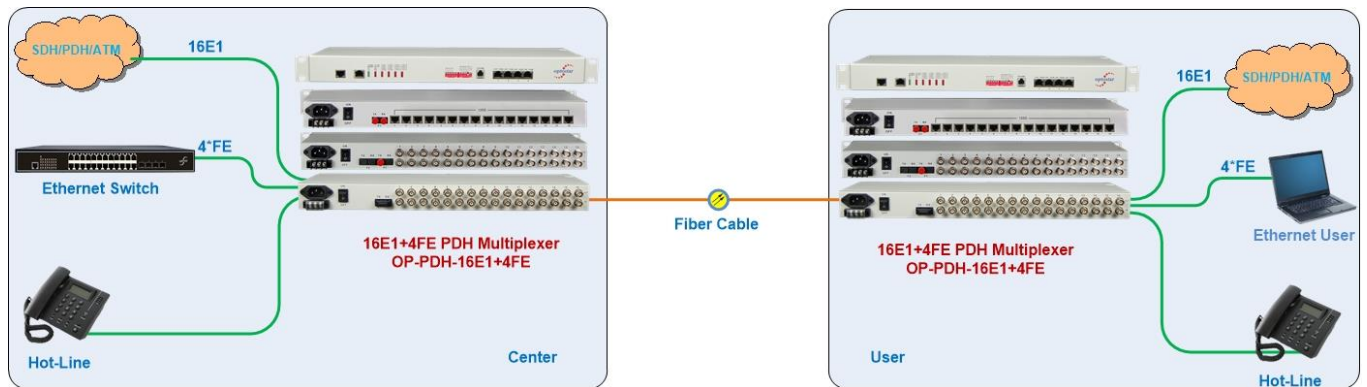 SDH/PDH/ATM
16E1
4*FE
Ethernet Switch
Hot-Line
16E1+4FE PDH Multiplexer
OP-PDH-16E1+4FE
Center
Fiber Cable
16E1
SDH/PDH/ATM
4*FE
Ethernet User
16E1+4FE PDH Multiplexer
OP-PDH-16E1+4FE
User
Hot-Line